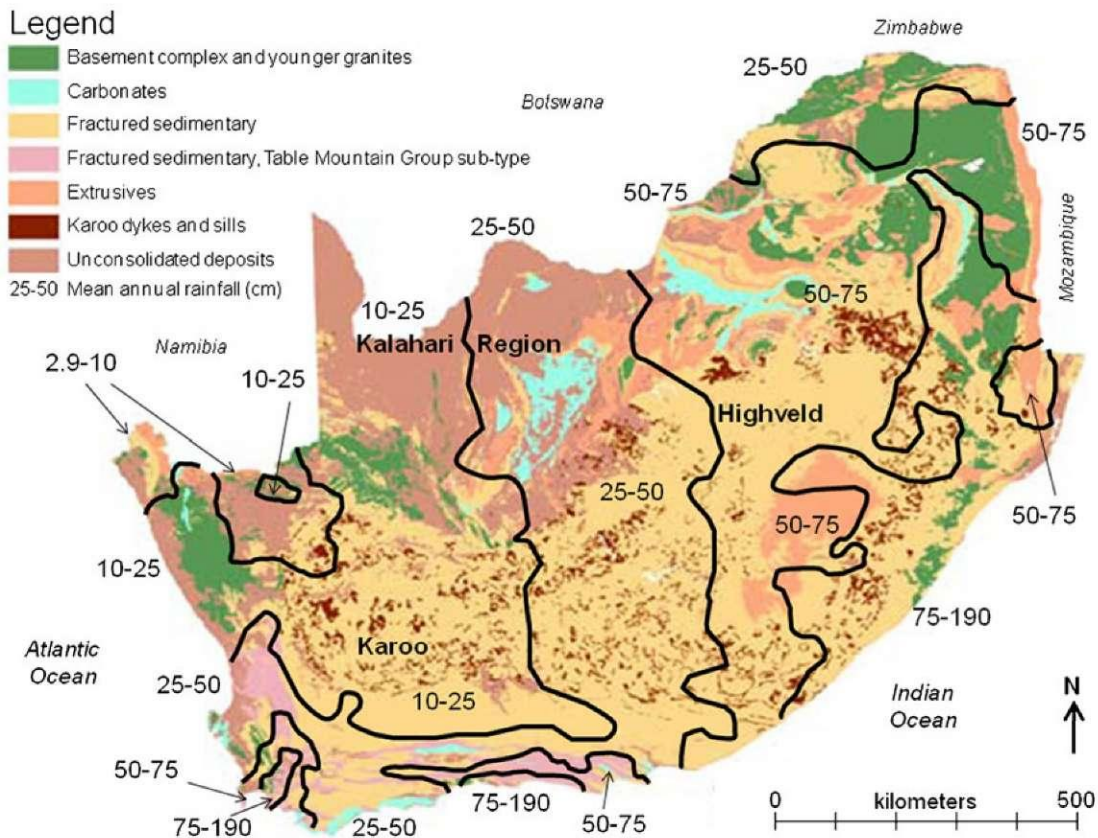 Legend
Basement complex and younger granites
Carbonates
Fractured sedimentary
Fractured sedimentary, Table Mountain Group sub-type
Extrusives
Karoo dykes and sills
Unconsolidated deposits
25-50 Mean annual rainfall (cm)
Zimbabwe
25-50
Botswana
50-75
50-75
Mozambique
25-50
10-25
50-75
Kalahari Region
Namibia
2.9-10
10-25
Highveld
25-50
50-75
50-75
10-25
75-190
Karoo
Atlantic
Ocean
25-50
10-25
Indian
Ocean
N
50-75
75-190
25-50
75-190
50-75
0 kilometers 500